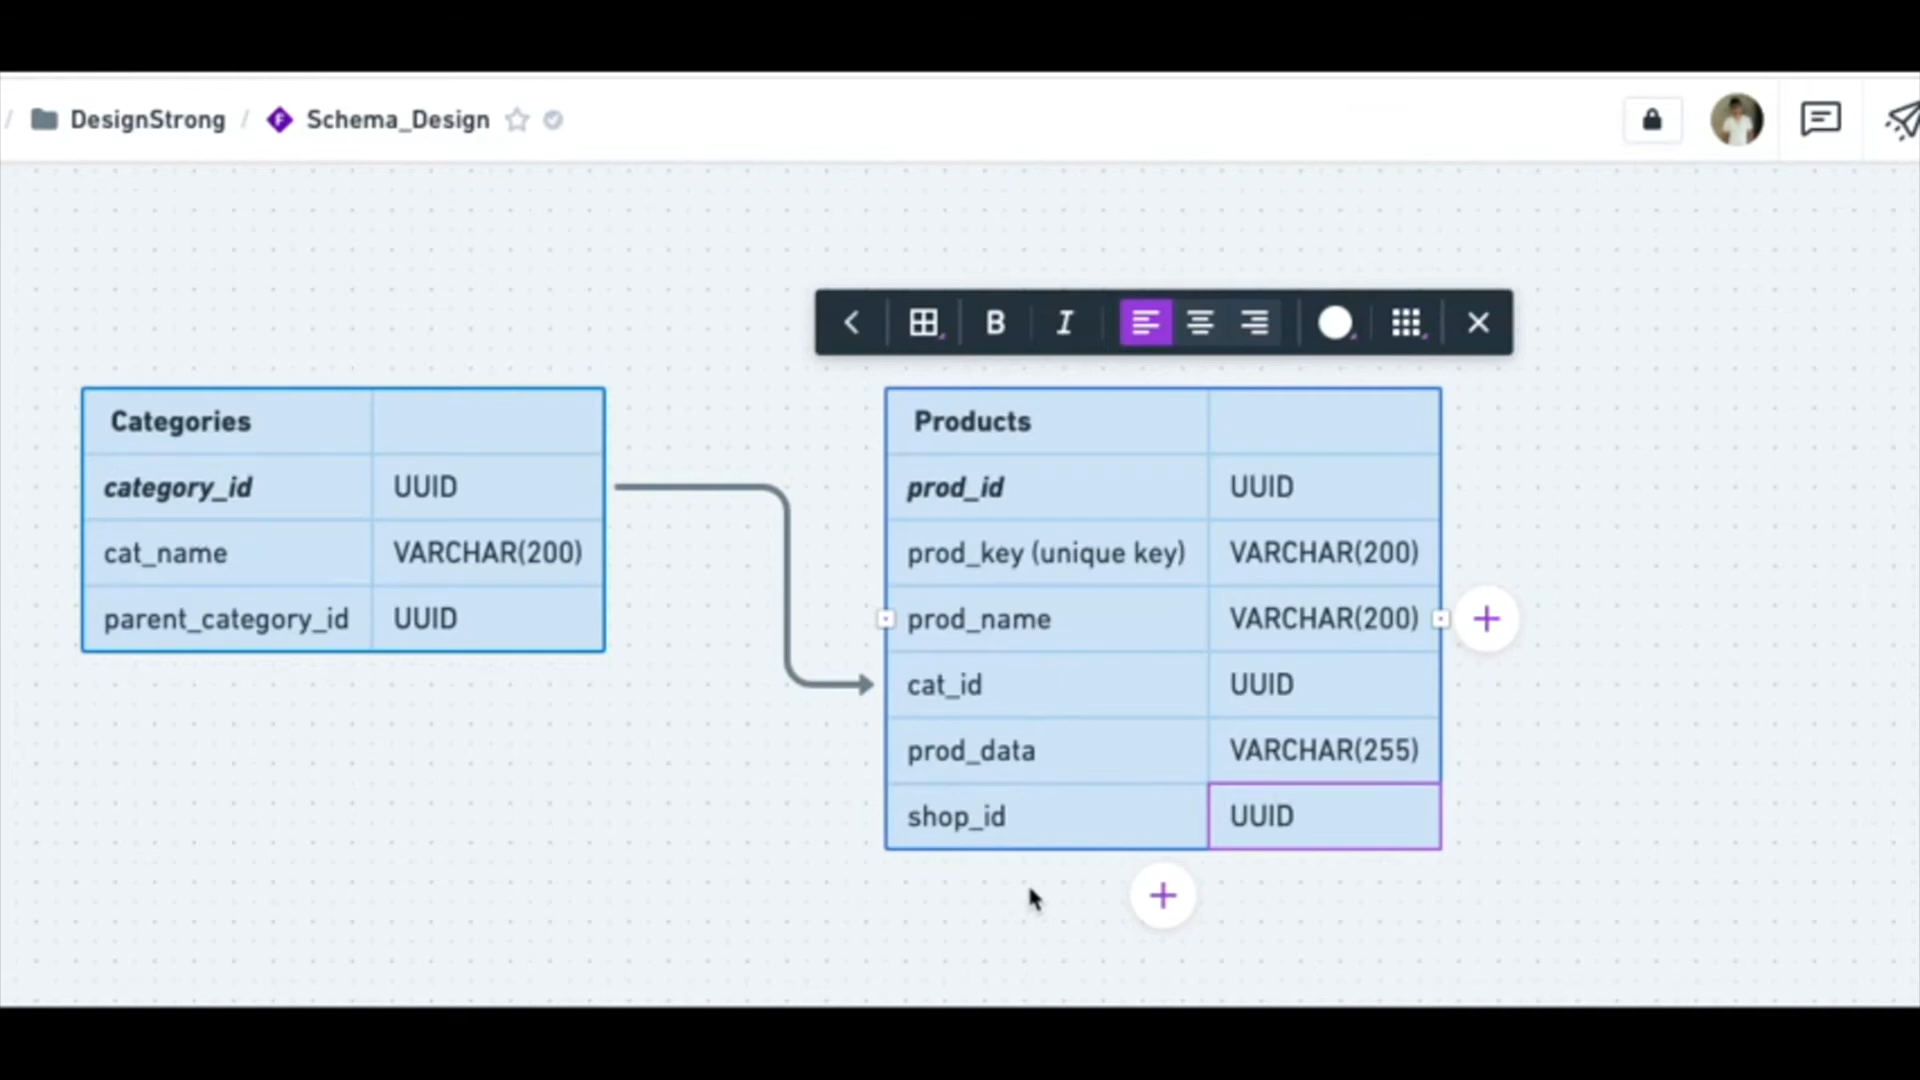 / DesignStrong / Schema_Design
B I
Categories
category_id UUID
cat_name VARCHAR(200)
parent_category_id UUID
Products
prod_id UUID
prod_key (unique key) VARCHAR(200)
prod_name VARCHAR(200)
cat_id UUID
prod_data VARCHAR(255)
shop_id UUID